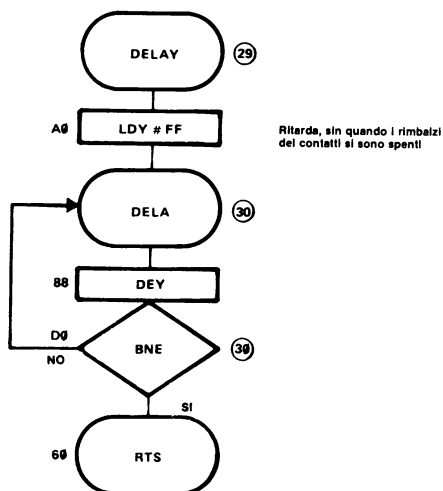 DELAY 29
A0 LDY # FF
Ritarda, sin quando i rimbalzi
dei contatti si sono spenti
DELA 30
88 DEY
D0
BNE 30
NO
SI
60 RTS